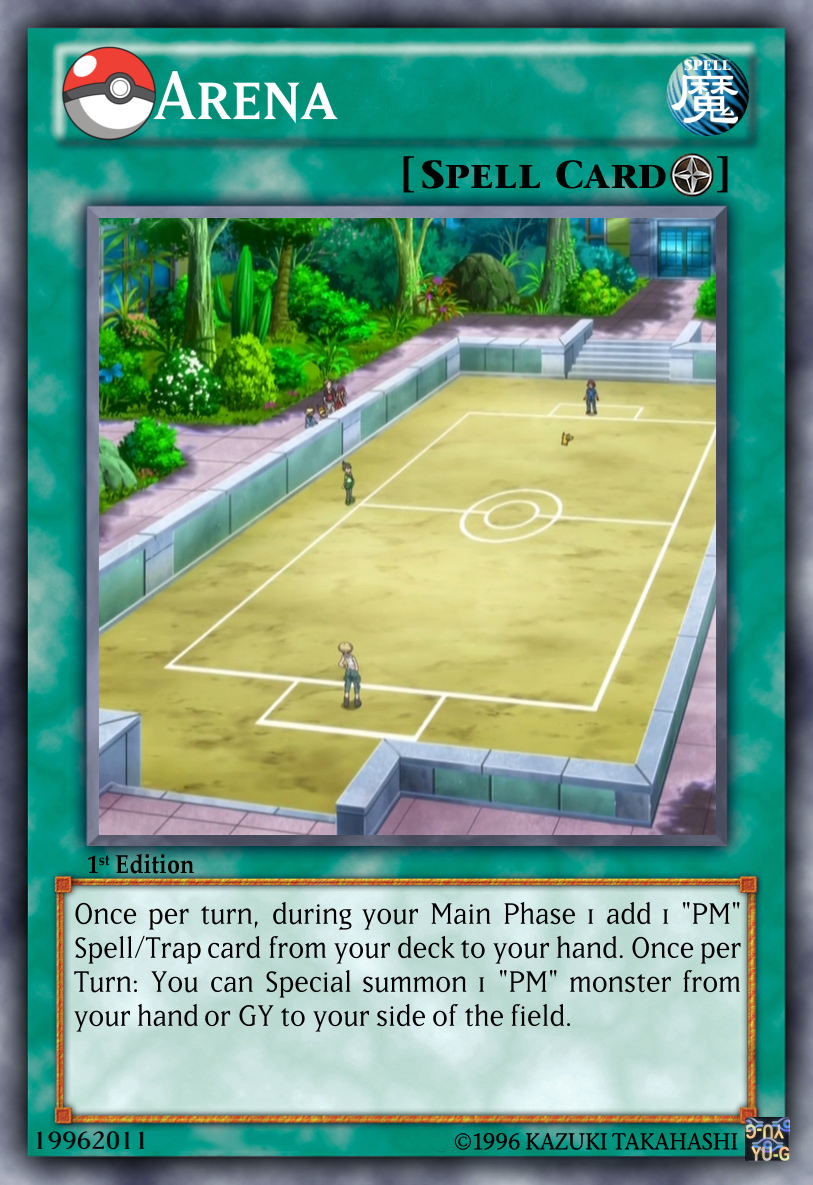 ARENA
SPELL
魔
[SPELL CARD]
1st Edition
Once per turn, during your Main Phase 1 add 1 "PM"
Spell/Trap card from your deck to your hand. Once per
Turn: You can Special summon 1 "PM" monster from
your hand or GY to your side of the field.
19962011
©1996 KAZUKI TAKAHASHI
YU-G
YU-G